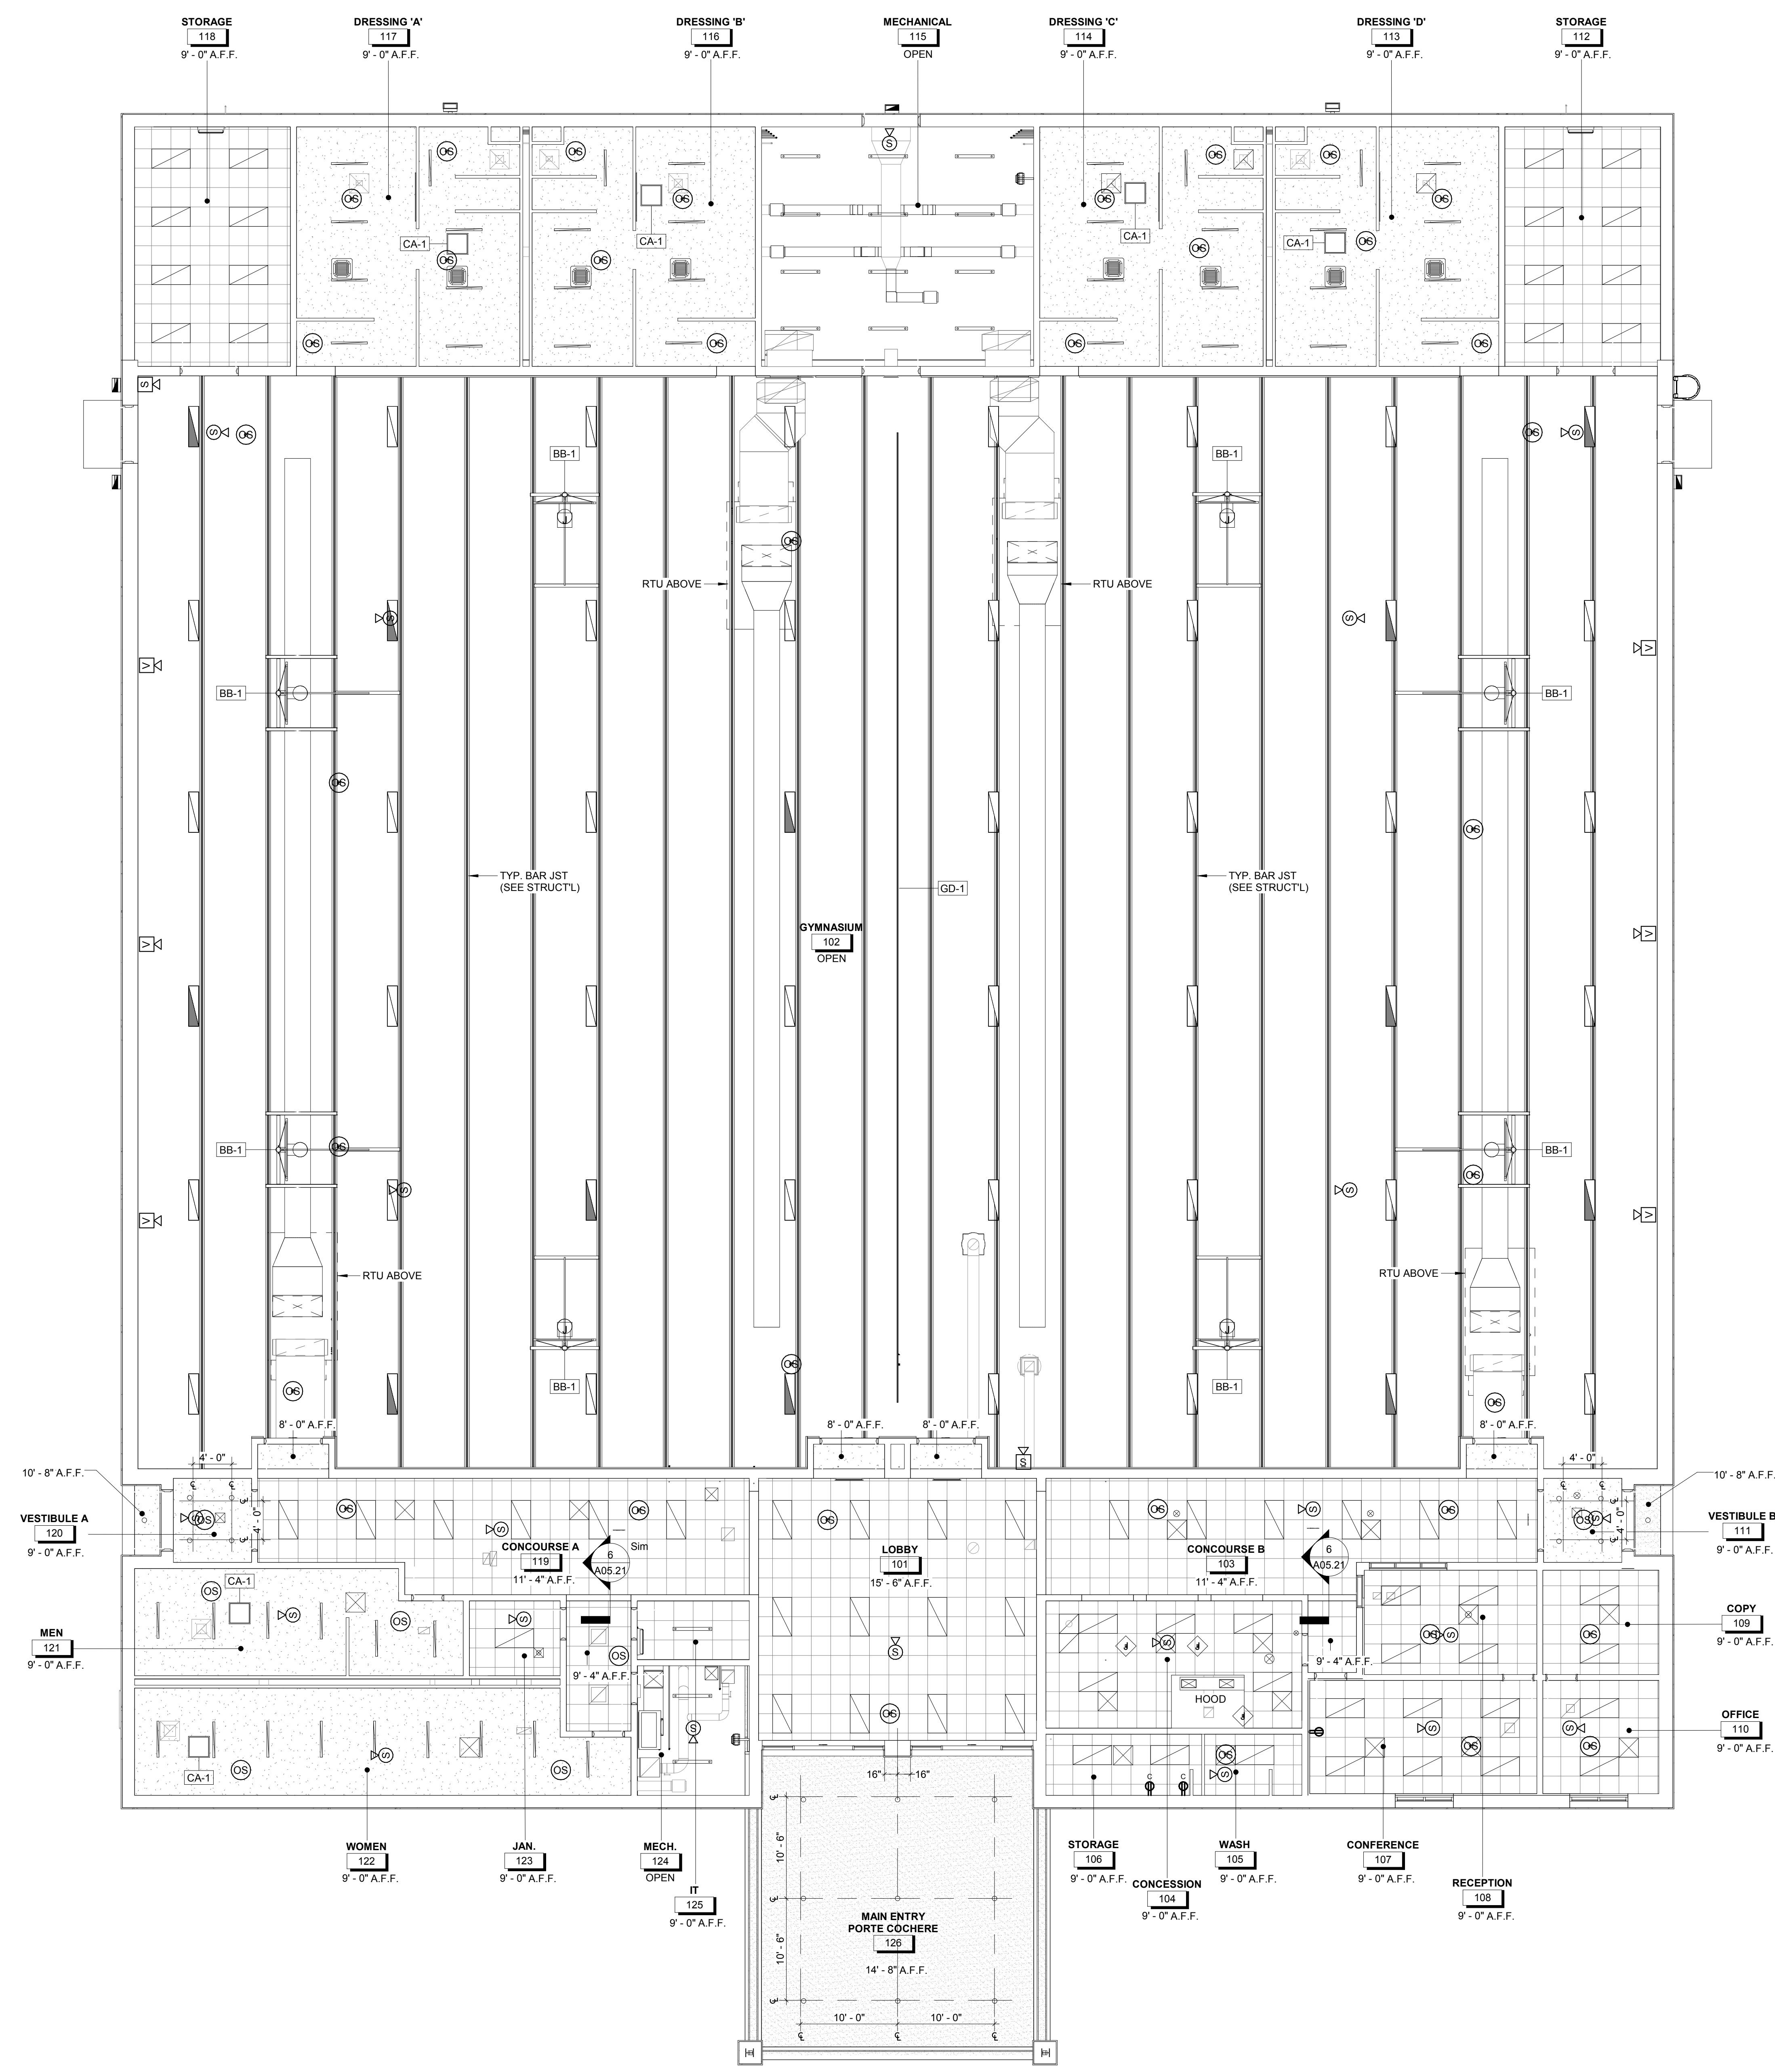 STORAGE
118
9' - 0" A.F.F.
DRESSING 'A'
117
9' - 0" A.F.F.
DRESSING 'B'
116
9' - 0" A.F.F.
MECHANICAL
115
OPEN
DRESSING 'C'
114
9' - 0" A.F.F.
DRESSING 'D'
113
9' - 0" A.F.F.
STORAGE
112
9' - 0" A.F.F.
CA-1
CA-1
CA-1
CA-1
BB-1
BB-1
RTU ABOVE
RTU ABOVE
BB-1
BB-1
TYP. BAR JST
(SEE STRUCT'L)
GD-1
TYP. BAR JST
(SEE STRUCT'L)
GYMNASIUM
102
OPEN
BB-1
BB-1
RTU ABOVE
RTU ABOVE
BB-1
BB-1
8' - 0" A.F.F.
8' - 0" A.F.F.
8' - 0" A.F.F.
8' - 0" A.F.F.
4' - 0"
4' - 0"
10' - 8" A.F.F.
10' - 8" A.F.F.
4' - 0"
4' - 0"
VESTIBULE A
120
9' - 0" A.F.F.
CONCOURSE A
119
11' - 4" A.F.F.
6
A05.21
Sim
LOBBY
101
15' - 6" A.F.F.
CONCOURSE B
103
11' - 4" A.F.F.
6
A05.21
VESTIBULE B
111
9' - 0" A.F.F.
CA-1
MEN
121
9' - 0" A.F.F.
9' - 4" A.F.F.
9' - 4" A.F.F.
COPY
109
9' - 0" A.F.F.
HOOD
OFFICE
110
9' - 0" A.F.F.
CA-1
16"
16"
WOMEN
122
9' - 0" A.F.F.
JAN.
123
9' - 0" A.F.F.
MECH.
124
OPEN
IT
125
9' - 0" A.F.F.
10' - 6"
STORAGE
106
9' - 0" A.F.F.
CONCESSION
104
9' - 0" A.F.F.
WASH
105
9' - 0" A.F.F.
CONFERENCE
107
9' - 0" A.F.F.
RECEPTION
108
9' - 0" A.F.F.
MAIN ENTRY
PORTE COCHERE
126
14' - 8" A.F.F.
10' - 6"
10' - 0"
10' - 0"